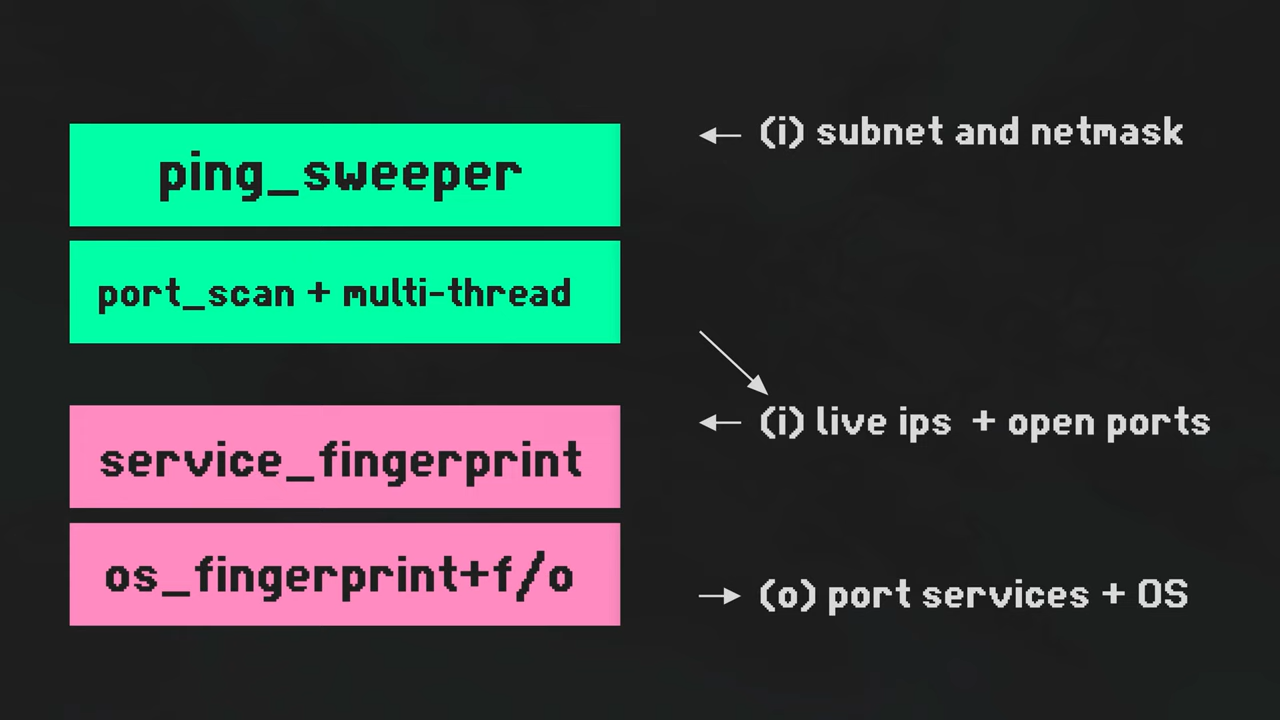 ping_sweeper
← (i) subnet and netmask
port_scan + multi-thread
← (i) live ips + open ports
service_fingerprint
os_fingerprint+f/o
→ (o) port services + OS